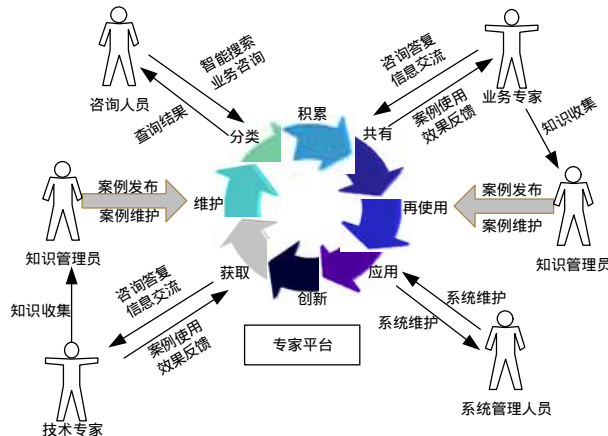 智能搜索
业务咨询
查询结果
咨询人员
咨询答复
信息交流
案例使用
效果反馈
业务专家
知识收集
积累
分类
共有
维护
再使用
获取
应用
创新
案例发布
案例维护
知识管理员
案例发布
案例维护
知识管理员
知识收集
咨询答复
信息交流
案例使用
效果反馈
技术专家
专家平台
系统维护
系统维护
系统管理人员